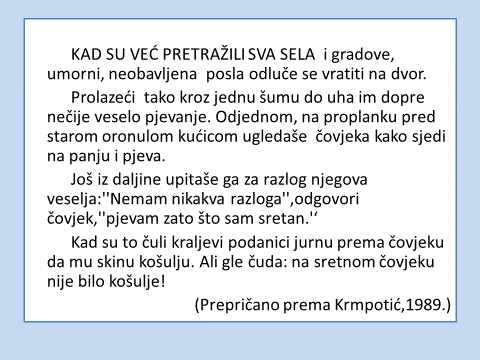 KAD SU VEĆ PRETRAŽILI SVA SELA i gradove,
umorni, neobavljena posla odluče se vratiti na dvor.
Prolazeći tako kroz jednu šumu do uha im dopre
nečije veselo pjevanje. Odjednom, na proplanku pred
starom oronulom kućicom ugledaše čovjeka kako sjedi
na panju i pjeva.
Još iz daljine upitaše ga za razlog njegova
veselja:''Nemam nikakva razloga'',odgovori
čovjek,''pjevam zato što sam sretan.'‘
Kad su to čuli kraljevi podanici jurnu prema čovjeku
da mu skinu košulju. Ali gle čuda: na sretnom čovjeku
nije bilo košulje!
(Prepričano prema Krmpotić,1989.)